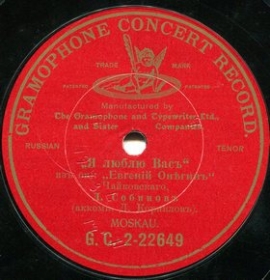 GRAMOPHONE CONCERT RECORD.
TRADE MARK
Manufactured by
The Gramophone and Typewriter, Ltd.,
and Sister Companies.
RUSSIAN TENOR
„Я люблю Васъ“
изъ оп. „Евгеній Онѣгинъ“
Чайковскаго,
Л. Собинова.
MOSKAU.
G.C.-2-22649